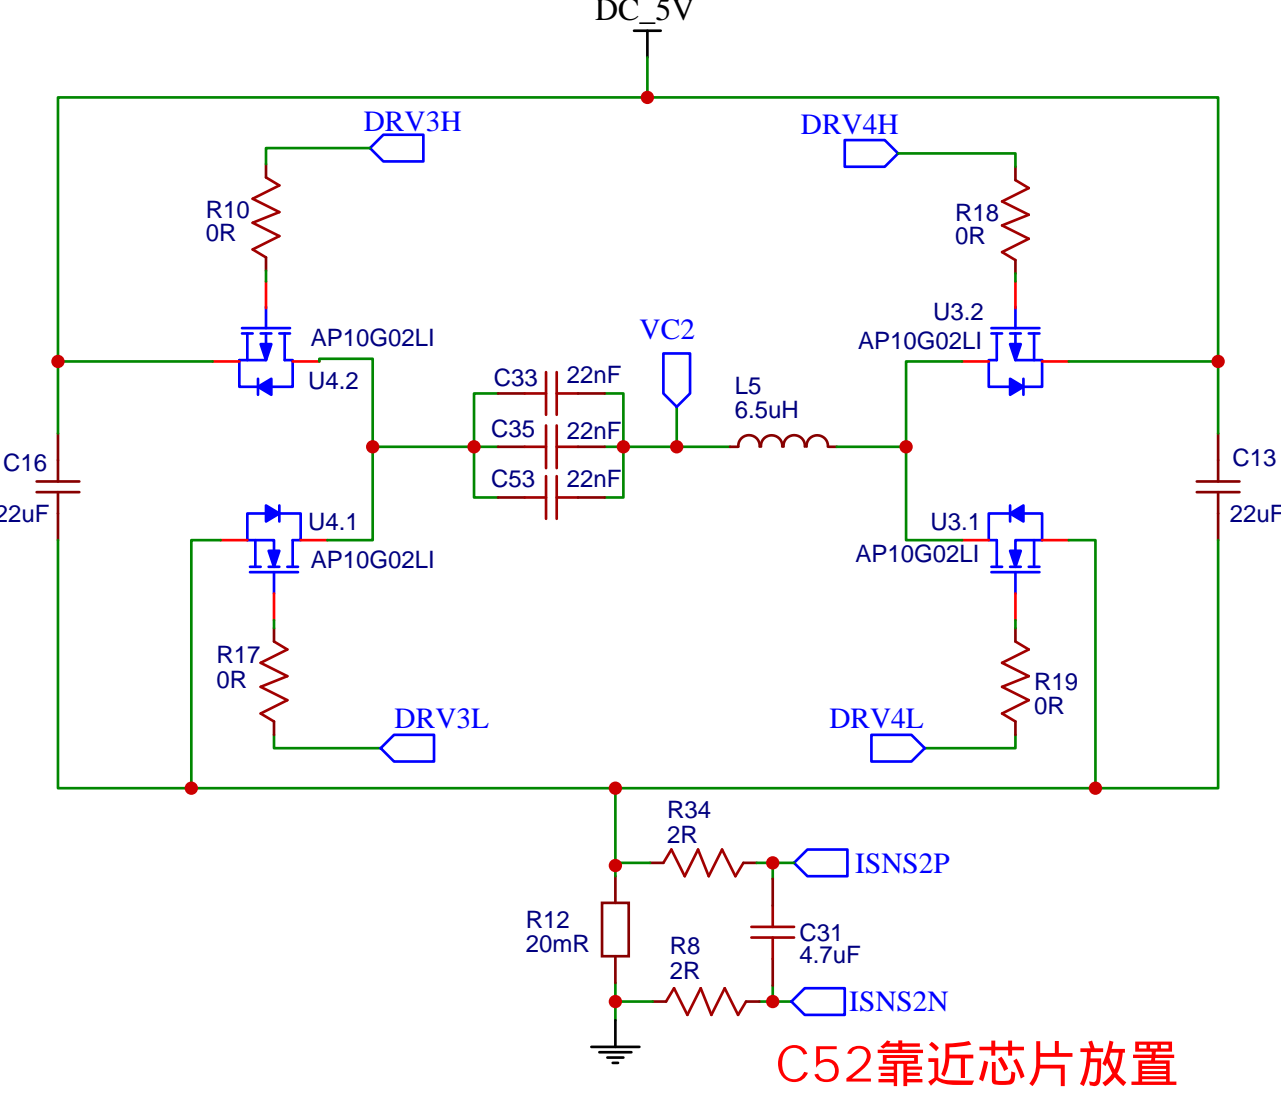 DC_5V
DRV3H
DRV4H
R10
0R
R18
0R
U3.2
AP10G02LI
AP10G02LI
U4.2
VC2
C33 22nF
L5
6.5uH
C35 22nF
C53 22nF
C16
22uF
C13
22uF
U4.1
AP10G02LI
U3.1
AP10G02LI
R17
0R
R19
0R
DRV3L
DRV4L
R34
2R
ISNS2P
R12
20mR
C31
4.7uF
R8
2R
ISNS2N
C52靠近芯片放置